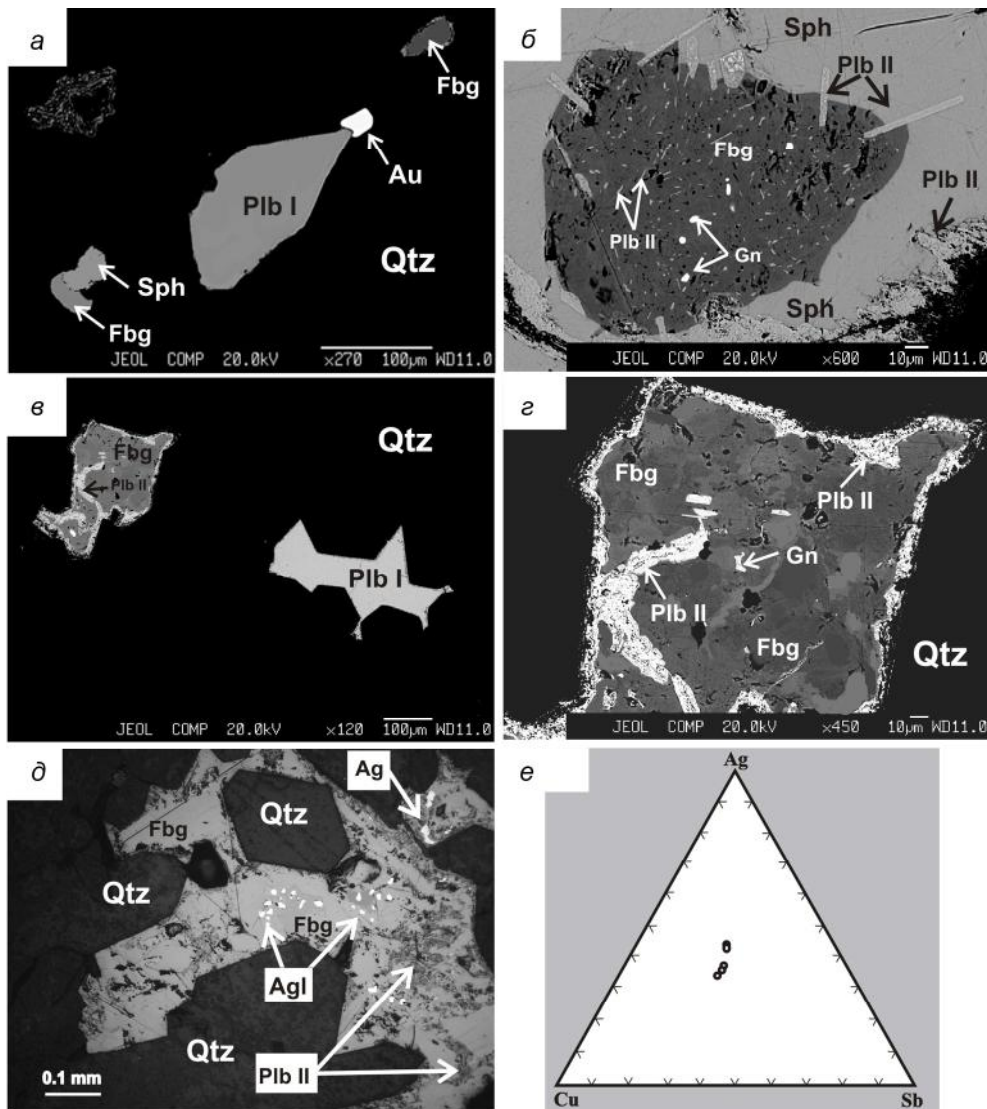 а
Fbg
Au
Plb I
Qtz
Sph
Fbg
JEOL COMP 20.0kV ×270 100µm WD11.0
б
Sph
Plb II
Fbg
Plb II
Plb II
Gn
Sph
JEOL COMP 20.0kV ×600 10µm WD11.0
в
Qtz
Fbg
Plb II
Plb I
JEOL COMP 20.0kV ×120 100µm WD11.0
г
Fbg
Plb II
Gn
Plb II
Fbg
Qtz
JEOL COMP 20.0kV ×450 10µm WD11.0
д
Ag
Qtz
Fbg
Qtz
Fbg
Agl
Qtz
Plb II
0.1 mm
е
Ag
Cu
Sb